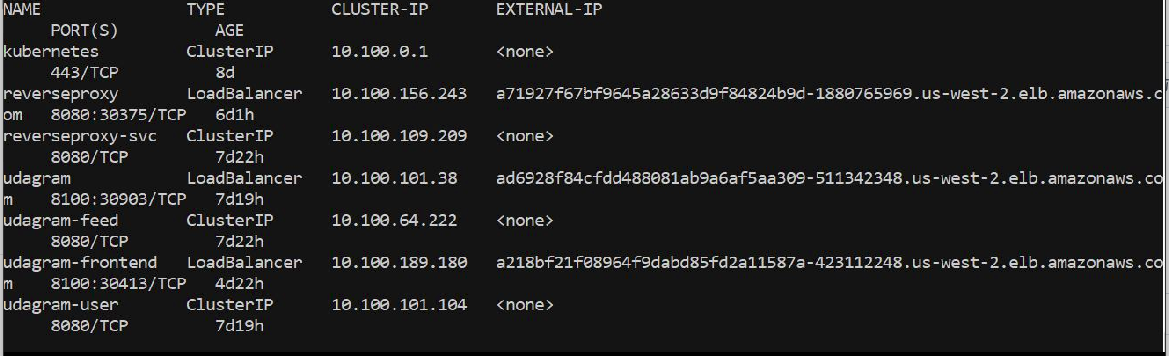 NAME TYPE CLUSTER-IP EXTERNAL-IP
PORT(S) AGE
kubernetes ClusterIP 10.100.0.1 <none>
443/TCP 8d
reverseproxy LoadBalancer 10.100.156.243 a71927f67bf9645a28633d9f84824b9d-1880765969.us-west-2.elb.amazonaws.c
om 8080:30375/TCP 6d1h
reverseproxy-svc ClusterIP 10.100.109.209 <none>
8080/TCP 7d22h
udagram LoadBalancer 10.100.101.38 ad6928f84cfdd488081ab9a6af5aa309-511342348.us-west-2.elb.amazonaws.co
m 8100:30903/TCP 7d19h
udagram-feed ClusterIP 10.100.64.222 <none>
8080/TCP 7d22h
udagram-frontend LoadBalancer 10.100.189.180 a218bf21f08964f9dabd85fd2a11587a-423112248.us-west-2.elb.amazonaws.co
m 8100:30413/TCP 4d22h
udagram-user ClusterIP 10.100.101.104 <none>
8080/TCP 7d19h